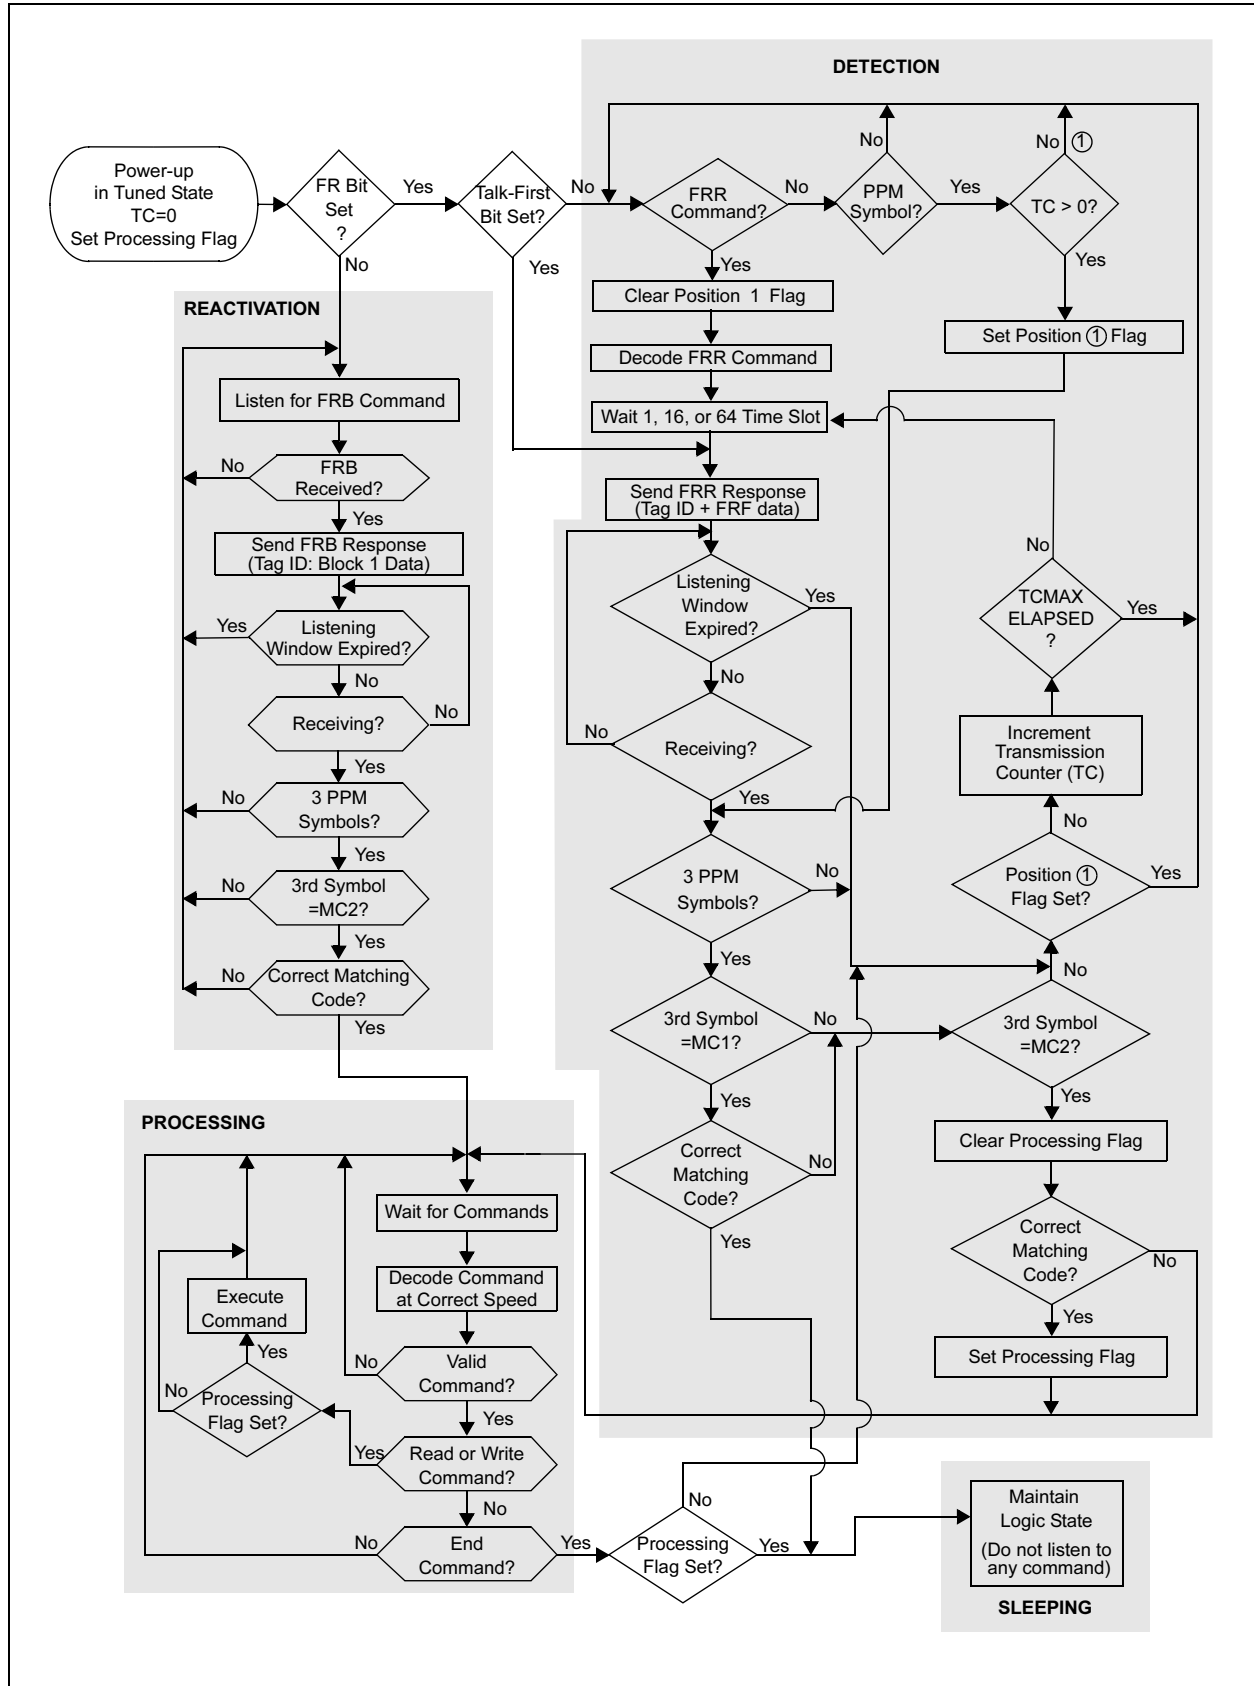 DETECTION
Power-up
in Tuned State
TC=0
Set Processing Flag
FR Bit
Set
?
Yes
No
Talk-First
Bit Set?
No
Yes
FRR
Command?
No
Yes
PPM
Symbol?
No
Yes
TC > 0?
No ①
Yes
Clear Position 1 Flag
Set Position ① Flag
Decode FRR Command
Wait 1, 16, or 64 Time Slot
Send FRR Response
(Tag ID + FRF data)
Listening
Window
Expired?
Yes
No
Receiving?
No
Yes
3 PPM
Symbols?
No
Yes
3rd Symbol
=MC1?
No
Yes
Correct
Matching
Code?
No
Yes
No
TCMAX
ELAPSED
?
Yes
Increment
Transmission
Counter (TC)
No
Position ①
Flag Set?
Yes
No
3rd Symbol
=MC2?
Yes
Clear Processing Flag
Correct
Matching
Code?
No
Yes
Set Processing Flag
REACTIVATION
Listen for FRB Command
FRB
Received?
No
Yes
Send FRB Response
(Tag ID: Block 1 Data)
Listening
Window Expired?
Yes
No
Receiving?
No
Yes
3 PPM
Symbols?
No
Yes
3rd Symbol
=MC2?
No
Yes
Correct Matching
Code?
No
Yes
PROCESSING
Wait for Commands
Decode Command
at Correct Speed
Valid
Command?
No
Yes
Read or Write
Command?
Yes
No
End
Command?
No
Yes
Execute
Command
Yes
Processing
Flag Set?
No
Processing
Flag Set?
No
Yes
Maintain
Logic State
(Do not listen to
any command)
SLEEPING